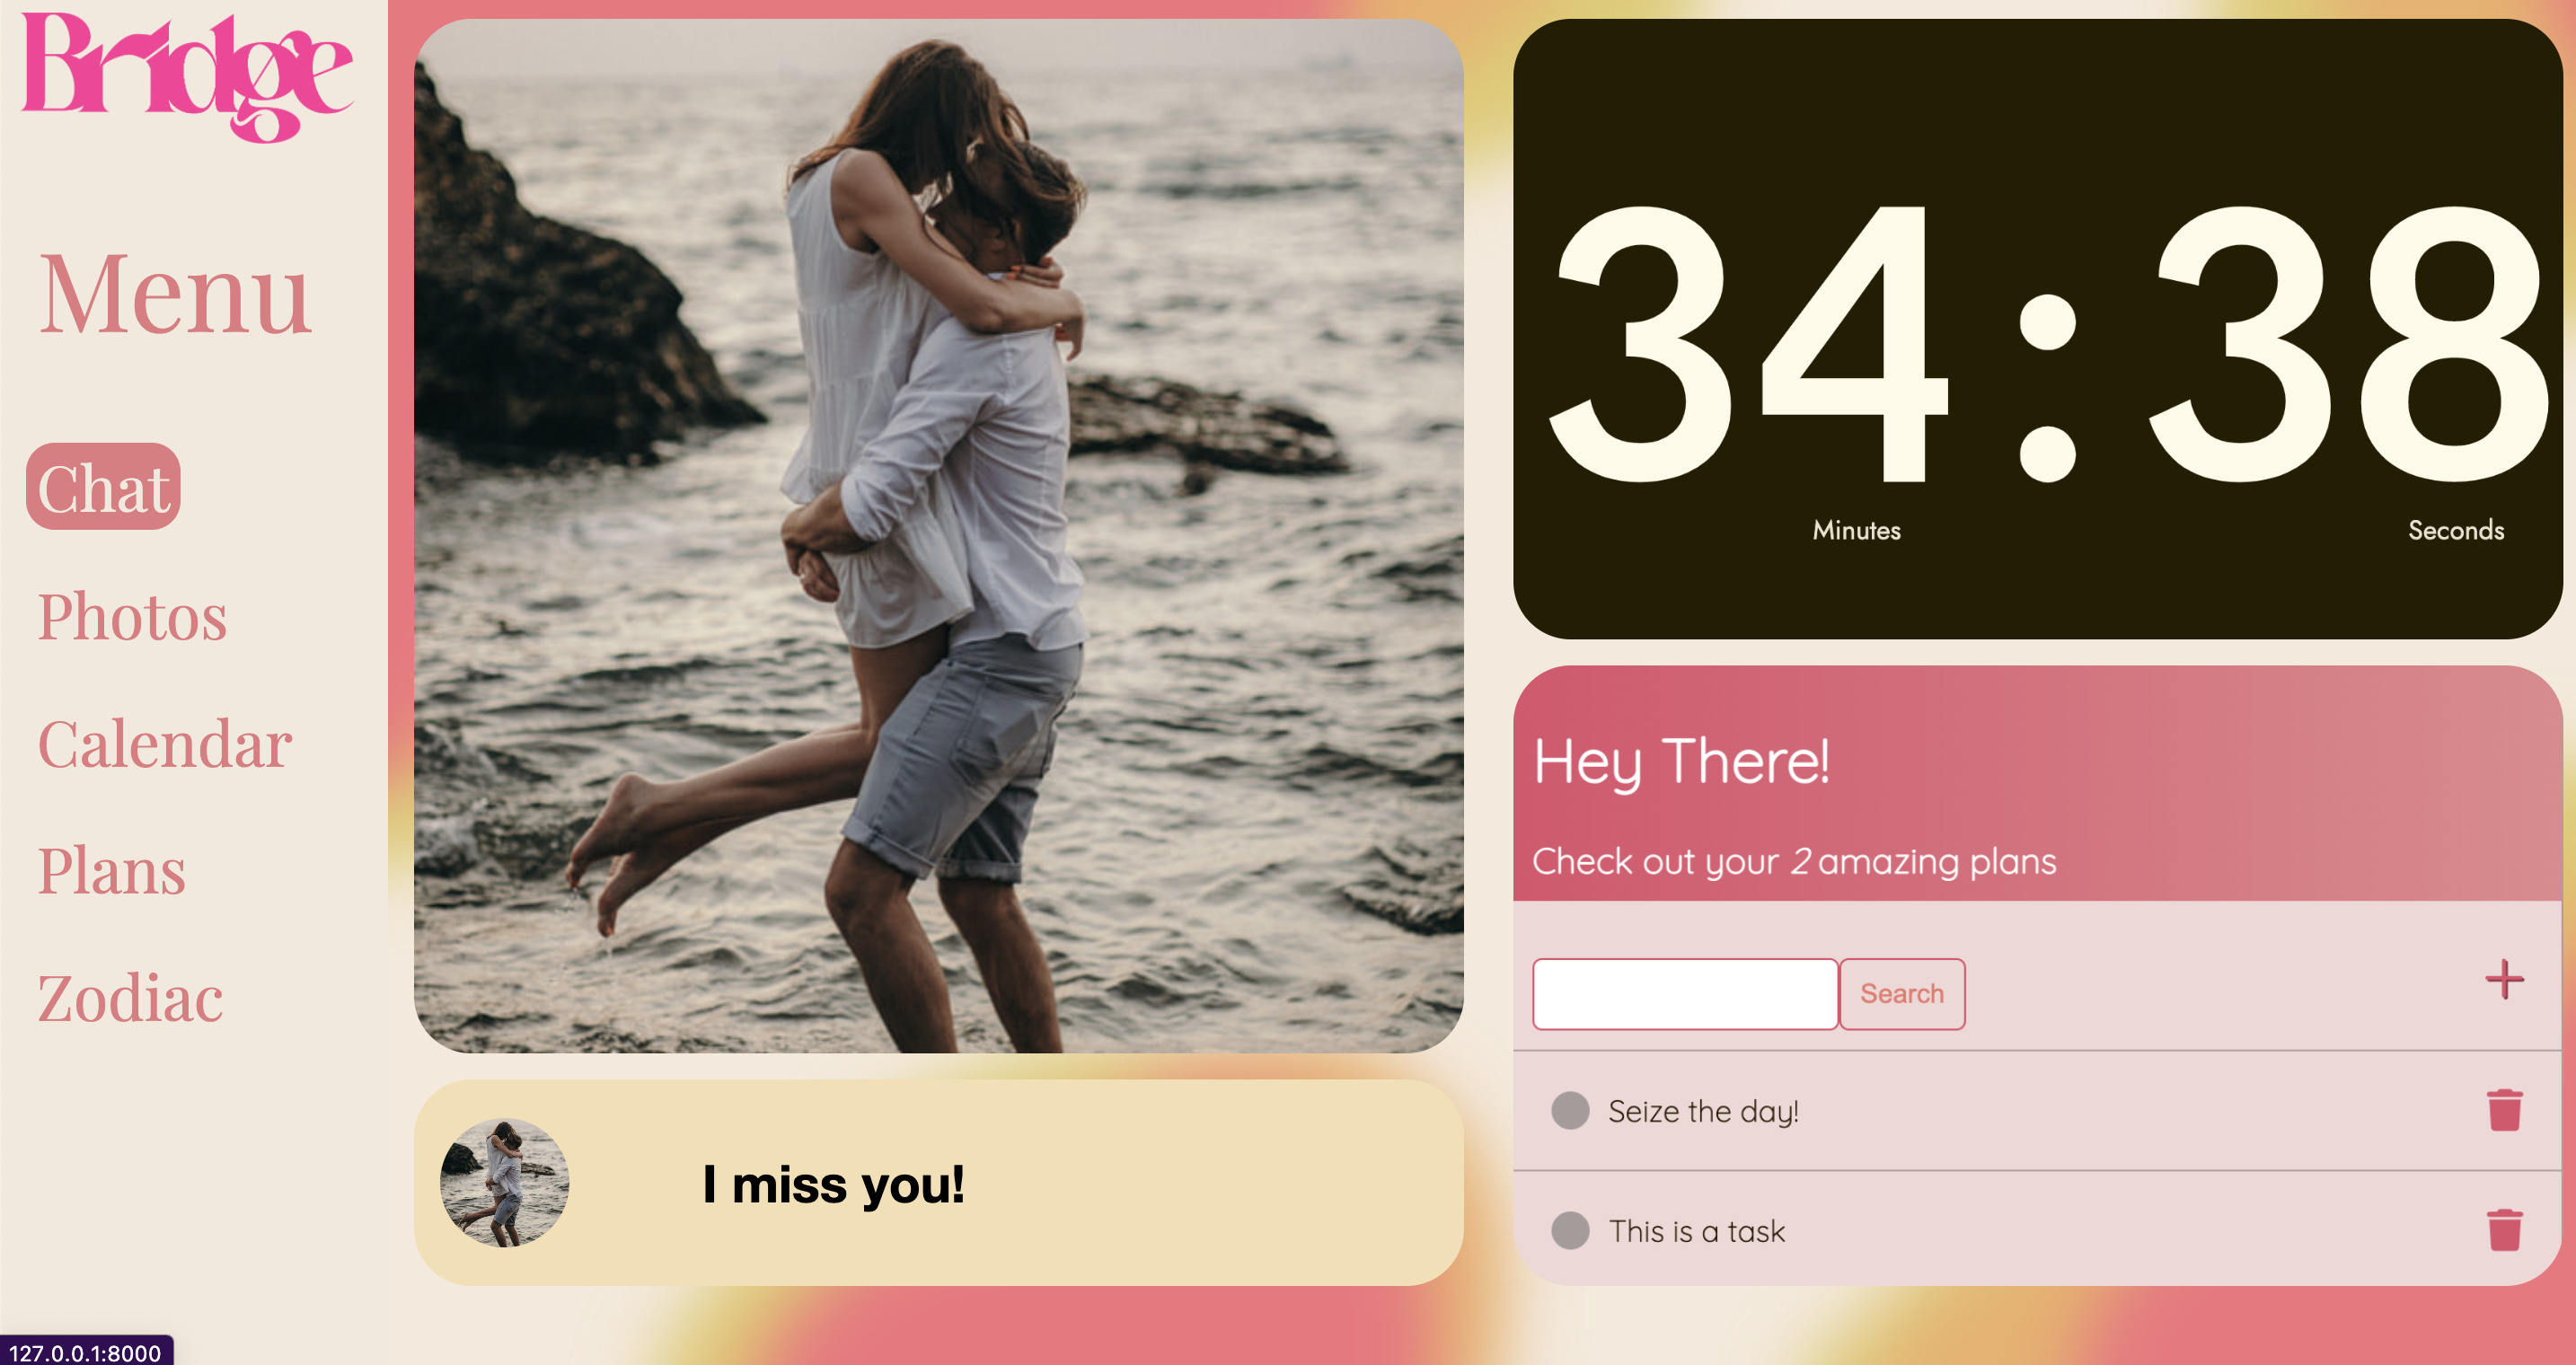 Bridge
Menu
Chat
Photos
Calendar
Plans
Zodiac
34:38
Minutes Seconds
Hey There!
Check out your 2 amazing plans
Search
Seize the day!
This is a task
I miss you!
127.0.0.1:8000